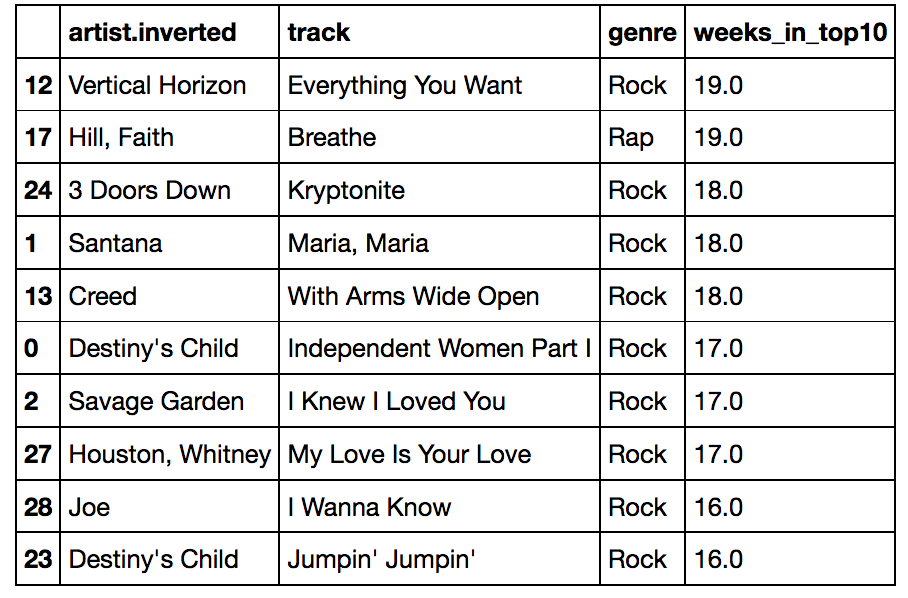 artist.inverted track genre weeks_in_top10
12 Vertical Horizon Everything You Want Rock 19.0
17 Hill, Faith Breathe Rap 19.0
24 3 Doors Down Kryptonite Rock 18.0
1 Santana Maria, Maria Rock 18.0
13 Creed With Arms Wide Open Rock 18.0
0 Destiny's Child Independent Women Part I Rock 17.0
2 Savage Garden I Knew I Loved You Rock 17.0
27 Houston, Whitney My Love Is Your Love Rock 17.0
28 Joe I Wanna Know Rock 16.0
23 Destiny's Child Jumpin' Jumpin' Rock 16.0